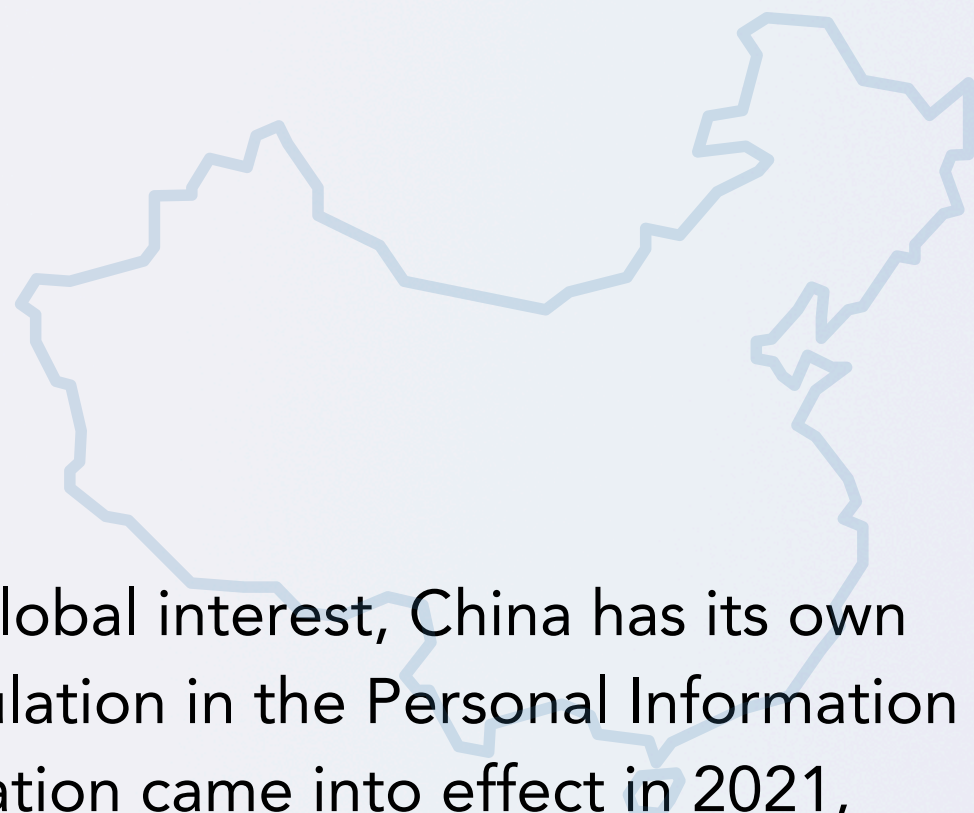 lobal interest, China has its own
ulation in the Personal Information
ation came into effect in 2021,